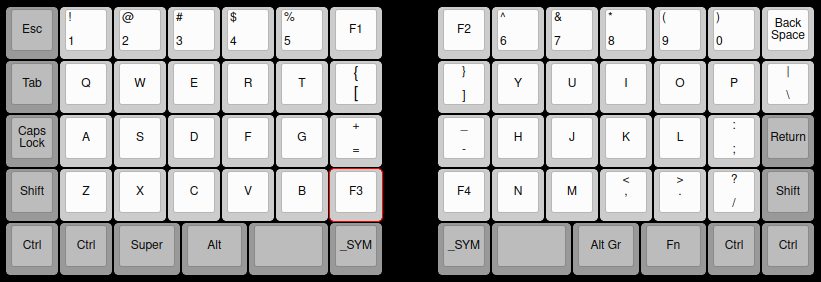 Esc ! 1 @ 2 # 3 $ 4 % 5 F1 F2 ^ 6 & 7 * 8 ( 9 ) 0 Back Space
Tab Q W E R T { [ } ] Y U I O P | \
Caps Lock A S D F G + = _ - H J K L : ; Return
Shift Z X C V B F3 F4 N M < , > . ? / Shift
Ctrl Ctrl Super Alt _SYM _SYM Alt Gr Fn Ctrl Ctrl